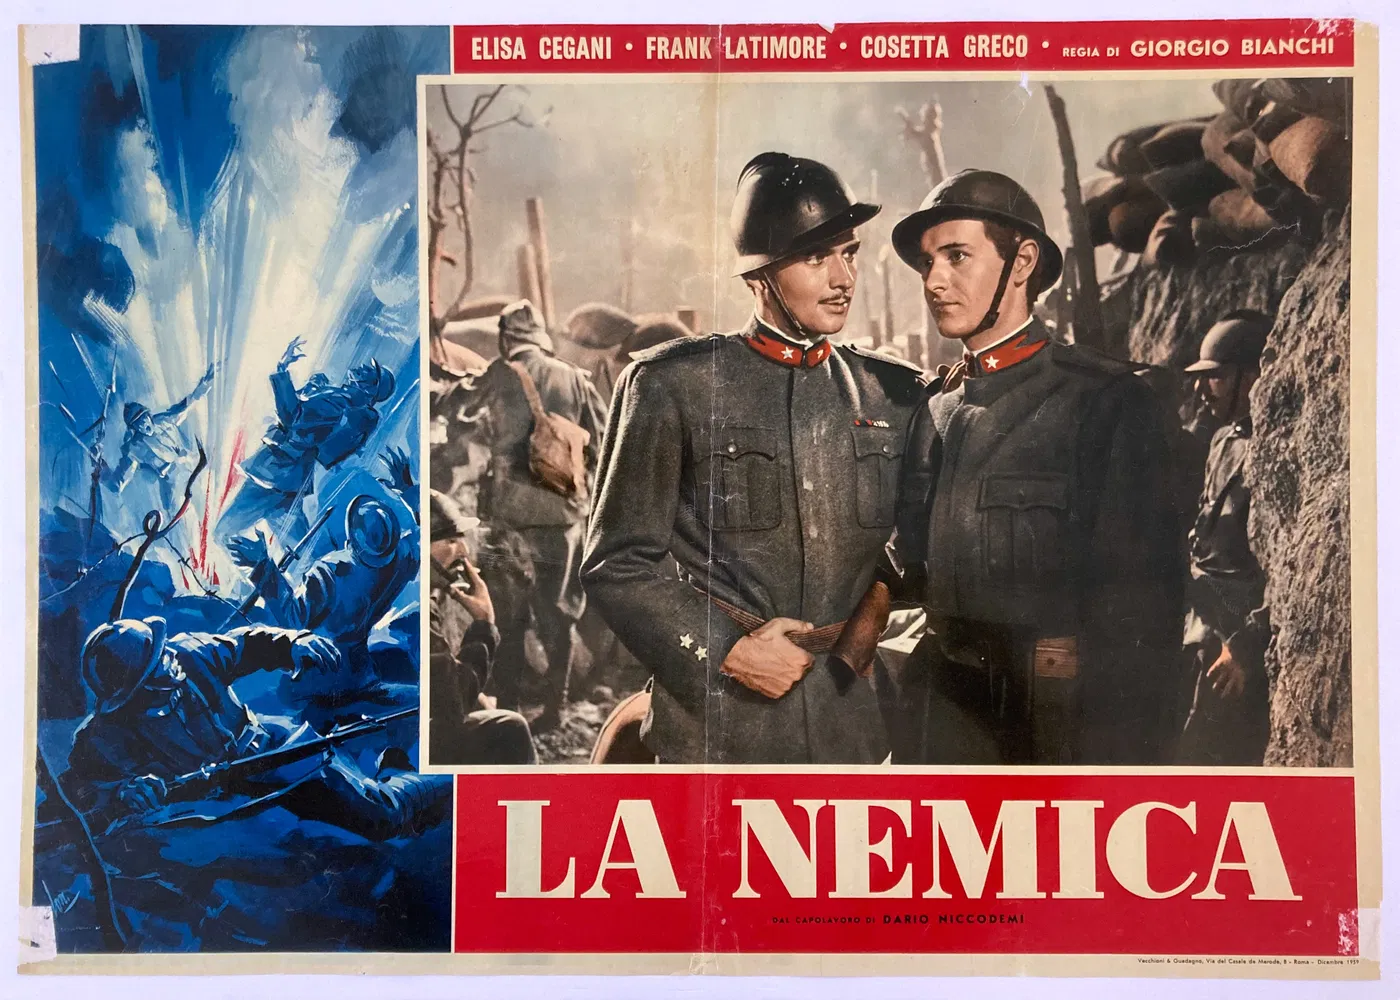 ELISA CEGANI • FRANK LATIMORE • COSETTA GRECO • REGIA DI GIORGIO BIANCHI
LA NEMICA
DAL CAPOLAVORO DI DARIO NICCODEMI
Vecchioni & Guadagno, Via del Casale de Merode, 8 - Roma - Dicembre 1959